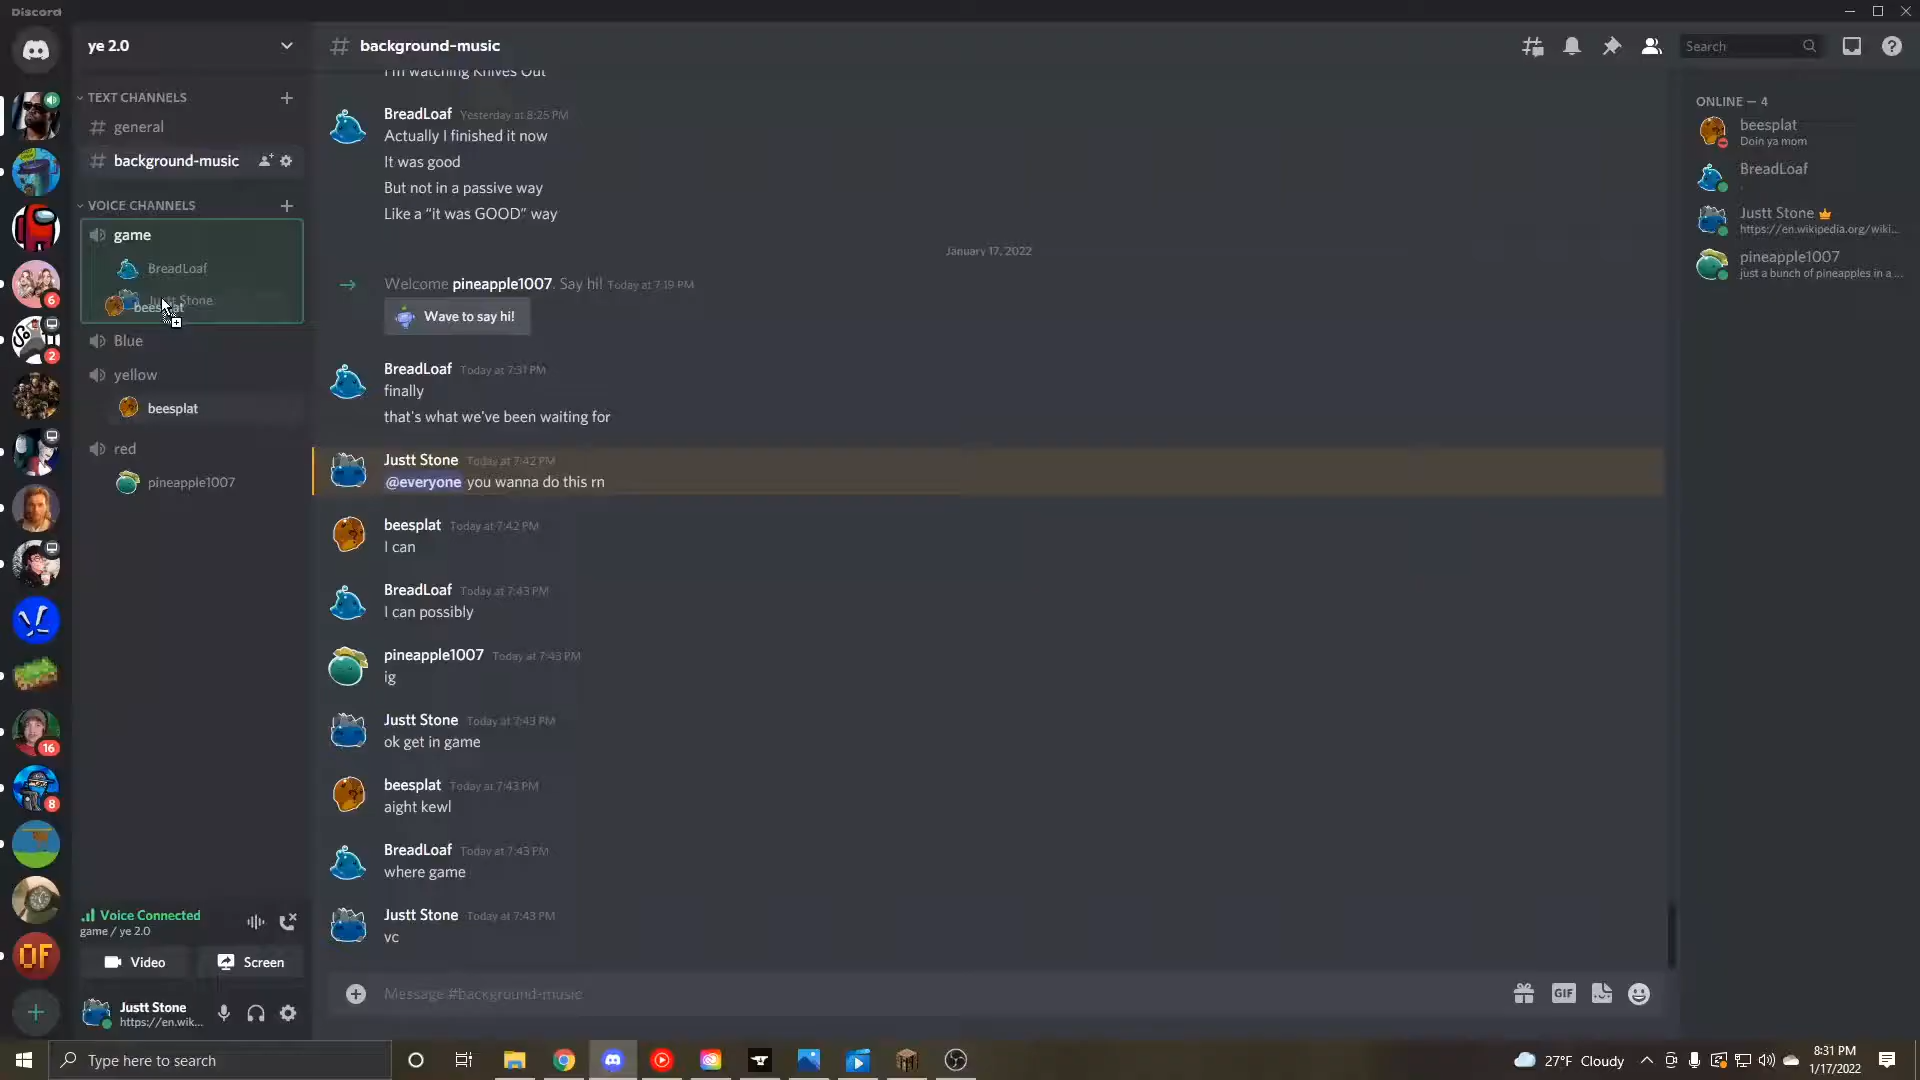 Discord
ye 2.0
TEXT CHANNELS
general
background-music
VOICE CHANNELS
game
BreadLoaf
Justt Stone
beesplat
Blue
yellow
beesplat
red
pineapple1007
6
2
16
8
OF
Voice Connected
game / ye 2.0
Video
Screen
Justt Stone
https://en.wik...
background-music
Search
I'm watching Knives Out
BreadLoaf Yesterday at 8:25 PM
Actually I finished it now
It was good
But not in a passive way
Like a “it was GOOD” way
January 17, 2022
Welcome pineapple1007. Say hi! Today at 7:19 PM
Wave to say hi!
BreadLoaf Today at 7:31 PM
finally
that's what we've been waiting for
Justt Stone Today at 7:42 PM
@everyone you wanna do this rn
beesplat Today at 7:42 PM
I can
BreadLoaf Today at 7:43 PM
I can possibly
pineapple1007 Today at 7:43 PM
ig
Justt Stone Today at 7:43 PM
ok get in game
beesplat Today at 7:43 PM
aight kewl
BreadLoaf Today at 7:43 PM
where game
Justt Stone Today at 7:43 PM
vc
Message #background-music
GIF
ONLINE — 4
beesplat
Doin ya mom
BreadLoaf
.
Justt Stone
https://en.wikipedia.org/wiki...
pineapple1007
just a bunch of pineapples in a ...
Type here to search
27°F Cloudy
8:31 PM
1/17/2022